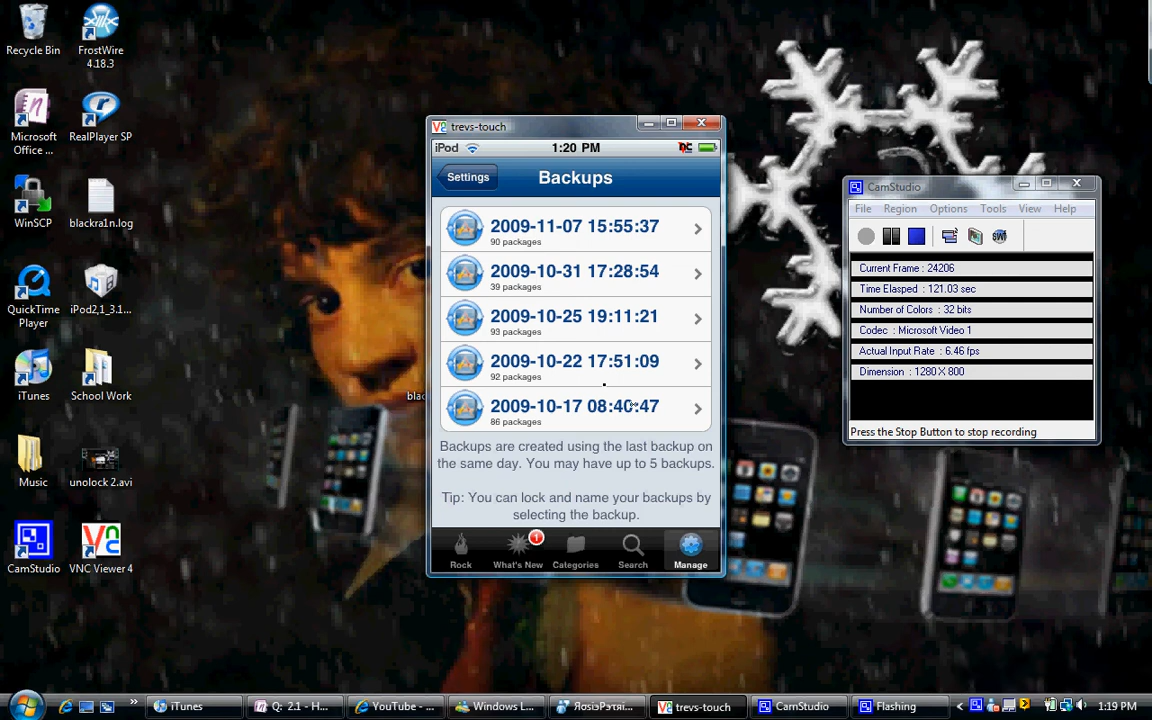 Recycle Bin
FrostWire
4.18.3
Microsoft
Office ...
RealPlayer SP
WinSCP
blackra1n.log
QuickTime
Player
iPod2,1_3.1...
iTunes
School Work
Music
unolock 2.avi
CamStudio
VNC Viewer 4
blac
trevs-touch
iPod
1:20 PM
Settings
Backups
2009-11-07 15:55:37
90 packages
2009-10-31 17:28:54
39 packages
2009-10-25 19:11:21
93 packages
2009-10-22 17:51:09
92 packages
2009-10-17 08:40:47
86 packages
Backups are created using the last backup on
the same day. You may have up to 5 backups.
Tip: You can lock and name your backups by
selecting the backup.
1
Rock
What's New
Categories
Search
Manage
CamStudio
File Region Options Tools View Help
Current Frame : 24206
Time Elasped : 121.03 sec
Number of Colors : 32 bits
Codec : Microsoft Video 1
Actual Input Rate : 6.46 fps
Dimension : 1280 X 800
Press the Stop Button to stop recording
iTunes
Q: 2.1 - H...
YouTube - ...
Windows L...
trevs-touch
CamStudio
Flashing
1:19 PM